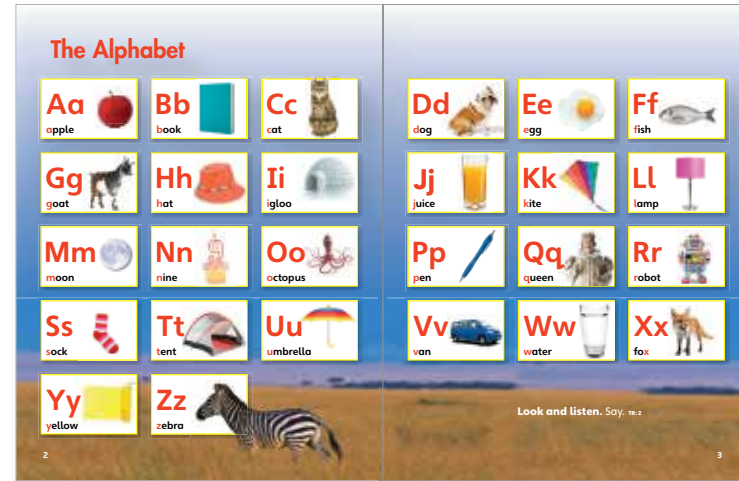 The Alphabet
Aa
apple
Bb
book
Cc
cat
Dd
dog
Ee
egg
Ff
fish
Gg
goat
Hh
hat
Ii
igloo
Jj
juice
Kk
kite
Ll
lamp
Mm
moon
Nn
nine
Oo
octopus
Pp
pen
Qq
queen
Rr
robot
Ss
sock
Tt
tent
Uu
umbrella
Vv
van
Ww
water
Xx
fox
Yy
yellow
Zz
zebra
Look and listen. Say. TR: 2
2
3